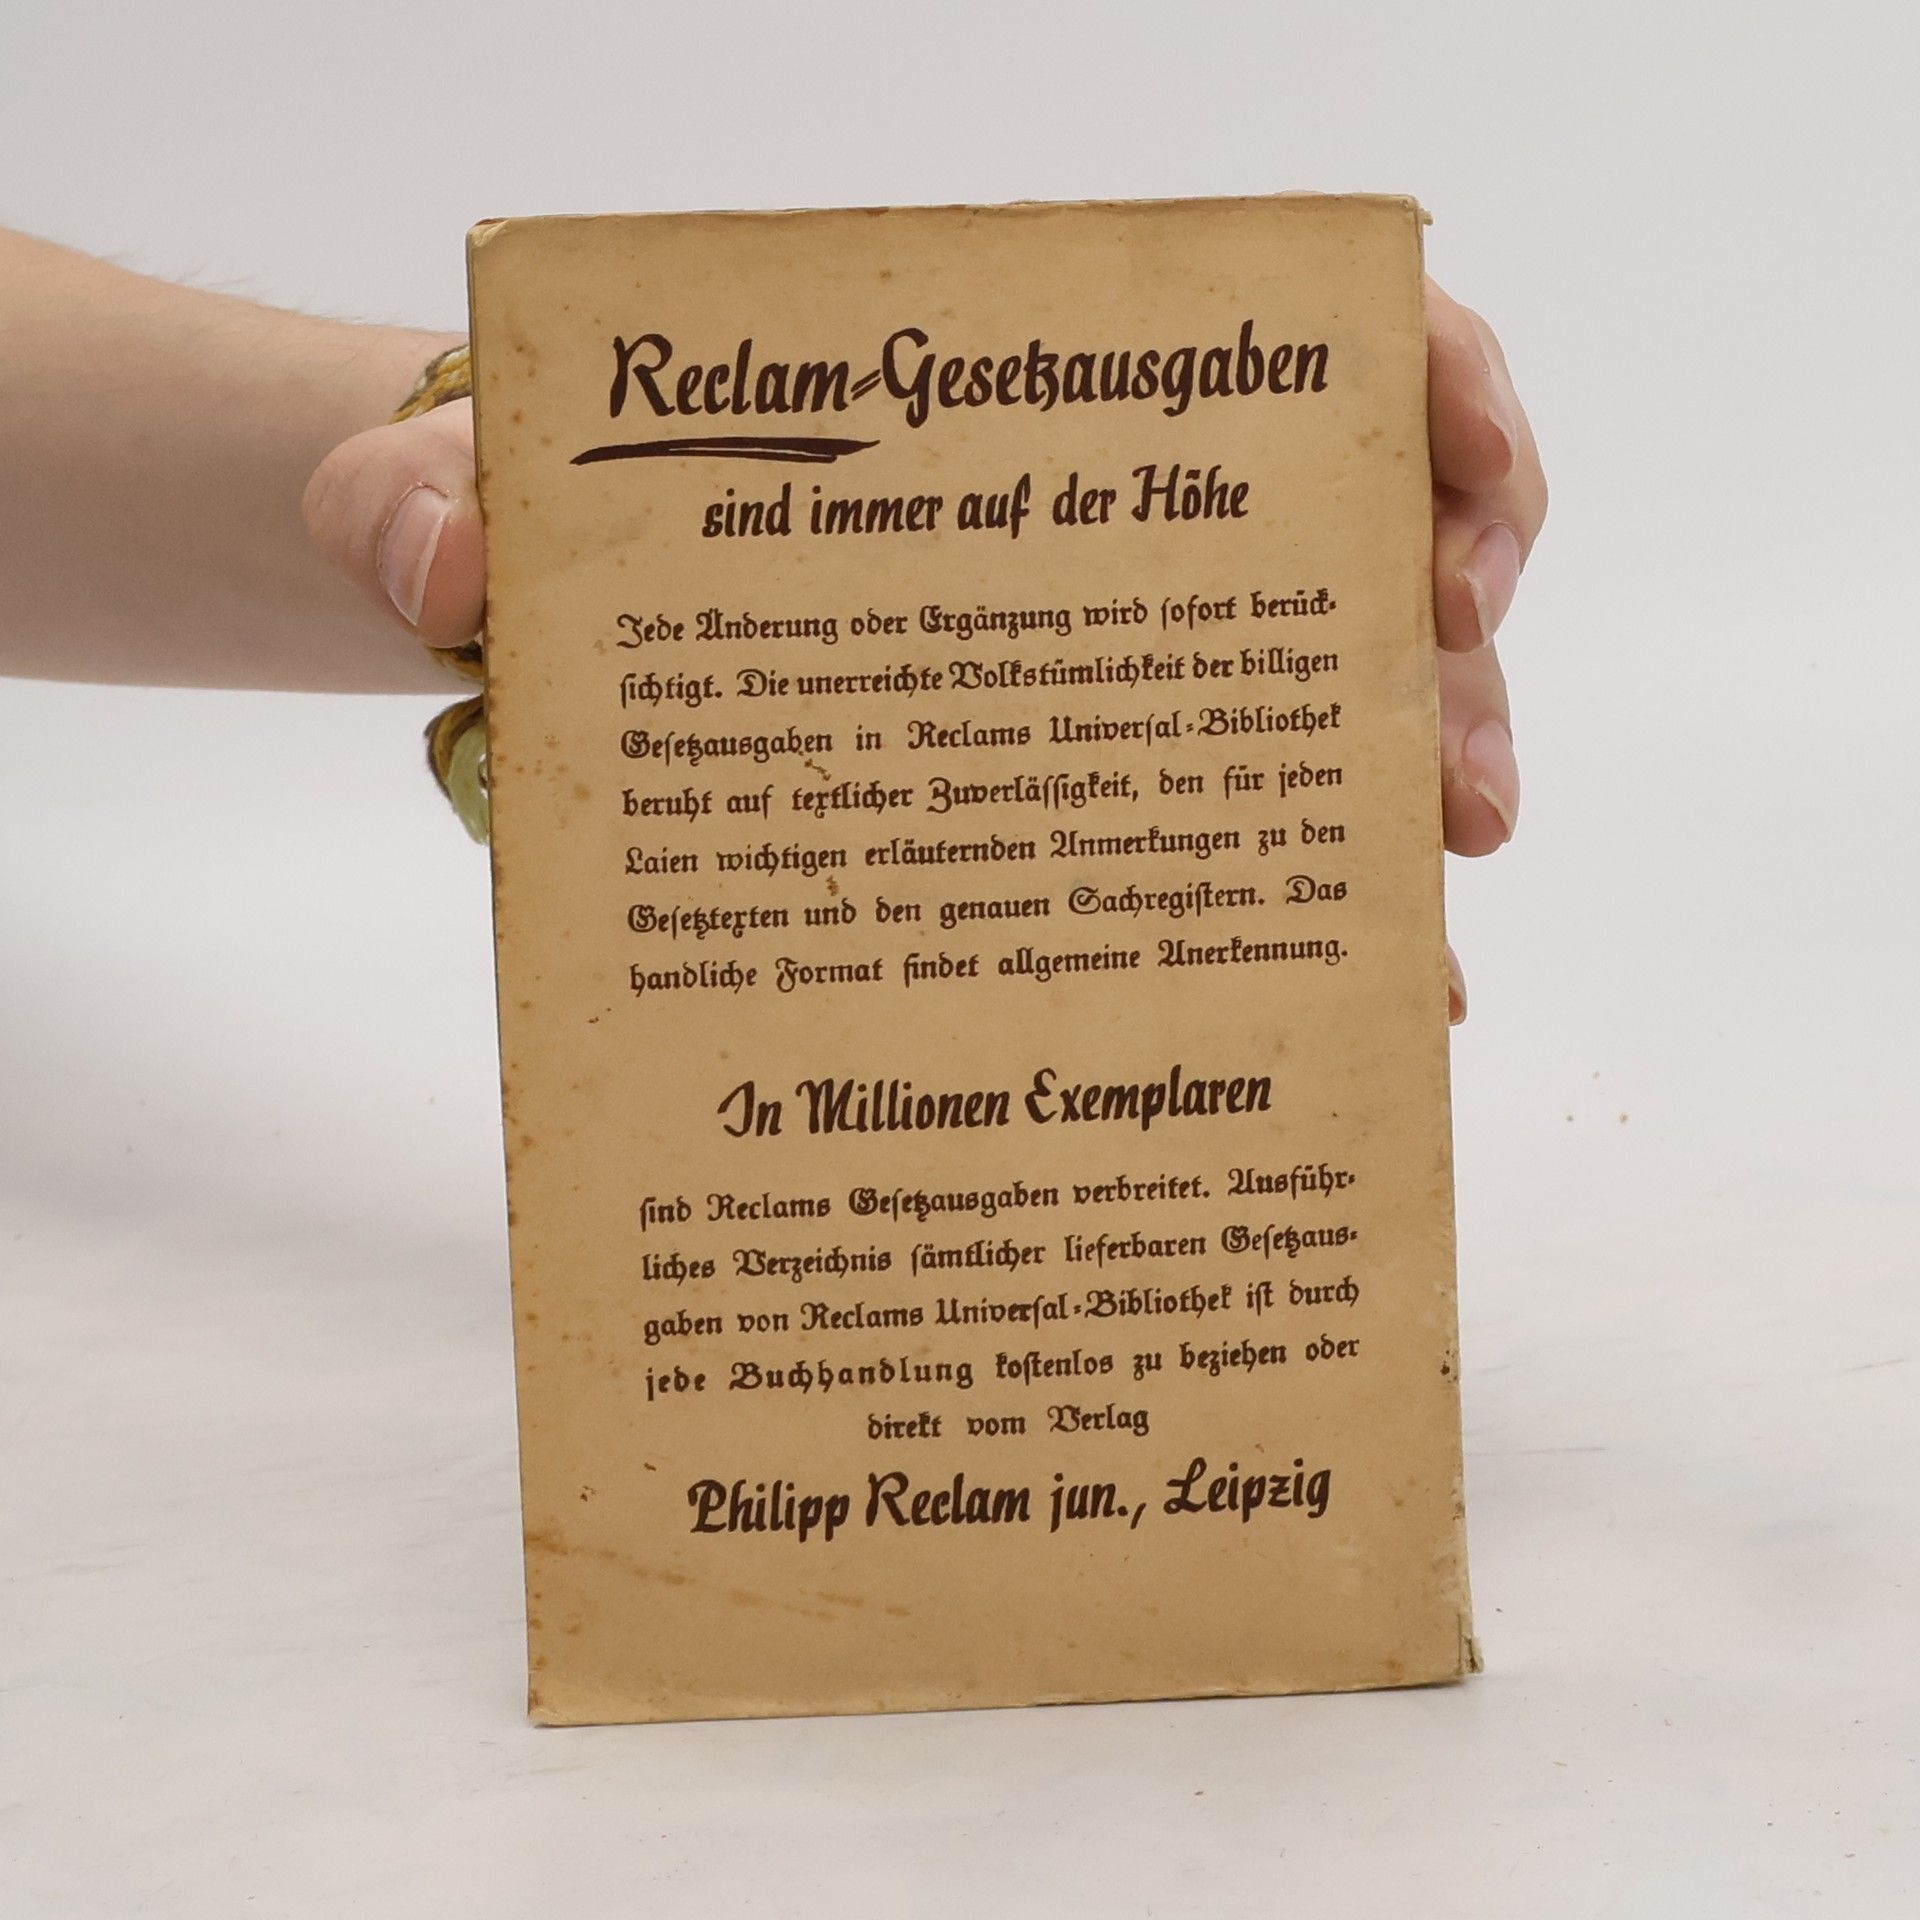 Reclam-Gesetzausgaben
sind immer auf der Höhe
Jede Änderung oder Ergänzung wird sofort berück-
sichtigt. Die unerreichte Volkstümlichkeit der billigen
Gesetzausgaben in Reclams Universal-Bibliothek
beruht auf textlicher Zuverlässigkeit, den für jeden
Laien wichtigen erläuternden Anmerkungen zu den
Gesetztexten und den genauen Sachregistern. Das
handliche Format findet allgemeine Anerkennung.
In Millionen Exemplaren
sind Reclams Gesetzausgaben verbreitet. Ausführ-
liches Verzeichnis sämtlicher lieferbaren Gesetzaus-
gaben von Reclams Universal-Bibliothek ist durch
jede Buchhandlung kostenlos zu beziehen oder
direkt vom Verlag
Philipp Reclam jun., Leipzig